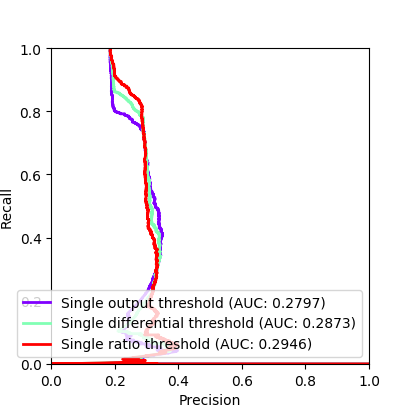 1.0
0.8
0.6
0.4
0.2
0.0
Recall
Single output threshold (AUC: 0.2797)
Single differential threshold (AUC: 0.2873)
Single ratio threshold (AUC: 0.2946)
0.0 0.2 0.4 0.6 0.8 1.0
Precision